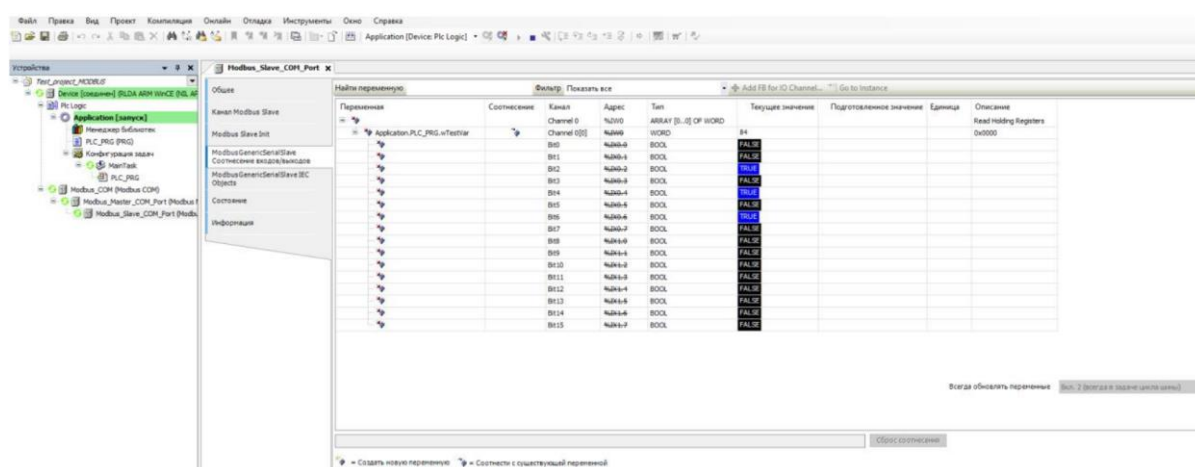 Файл Правка Вид Проект Компиляция Онлайн Отладка Инструменты Окно Справка
Application [Device: Plc Logic]
Устройства
Modbus_Slave_COM_Port
Test_project_MODBUS
Device [соединен]
Plc Logic
Application [запуск]
Менеджер библиотек
PLC_PRG (PRG)
Конфигурация задач
MainTask
PLC_PRG
Modbus_COM (Modbus COM)
Modbus_Master_COM_Port (Modbus
Modbus_Slave_COM_Port (Modbu
Общее
Канал Modbus Slave
Modbus Slave Init
ModbusGenericSerialSlave
Соотнесение входов/выходов
ModbusGenericSerialSlave IEC
Objects
Состояние
Информация
Найти переменную Фильтр Показать все Add FB for IO Channel... Go to Instance
Переменная Соотнесение Канал Адрес Тип Текущее значение Подготовленное значение Единица Описание
Channel 0 %IW0 ARRAY [0..0] OF WORD Read Holding Registers
Application.PLC_PRG.wTestVar Channel 0[0] %IW0 WORD 84 0x0000
Bit0 %IX0.0 BOOL FALSE
Bit1 %IX0.1 BOOL FALSE
Bit2 %IX0.2 BOOL TRUE
Bit3 %IX0.3 BOOL FALSE
Bit4 %IX0.4 BOOL TRUE
Bit5 %IX0.5 BOOL FALSE
Bit6 %IX0.6 BOOL TRUE
Bit7 %IX0.7 BOOL FALSE
Bit8 %IX1.0 BOOL FALSE
Bit9 %IX1.1 BOOL FALSE
Bit10 %IX1.2 BOOL FALSE
Bit11 %IX1.3 BOOL FALSE
Bit12 %IX1.4 BOOL FALSE
Bit13 %IX1.5 BOOL FALSE
Bit14 %IX1.6 BOOL FALSE
Bit15 %IX1.7 BOOL FALSE
Всегда обновлять переменные Вкл. 2 (всегда в задаче цикла шины)
Сброс соотнесения
= Создать новую переменную = Соотнести с существующей переменной